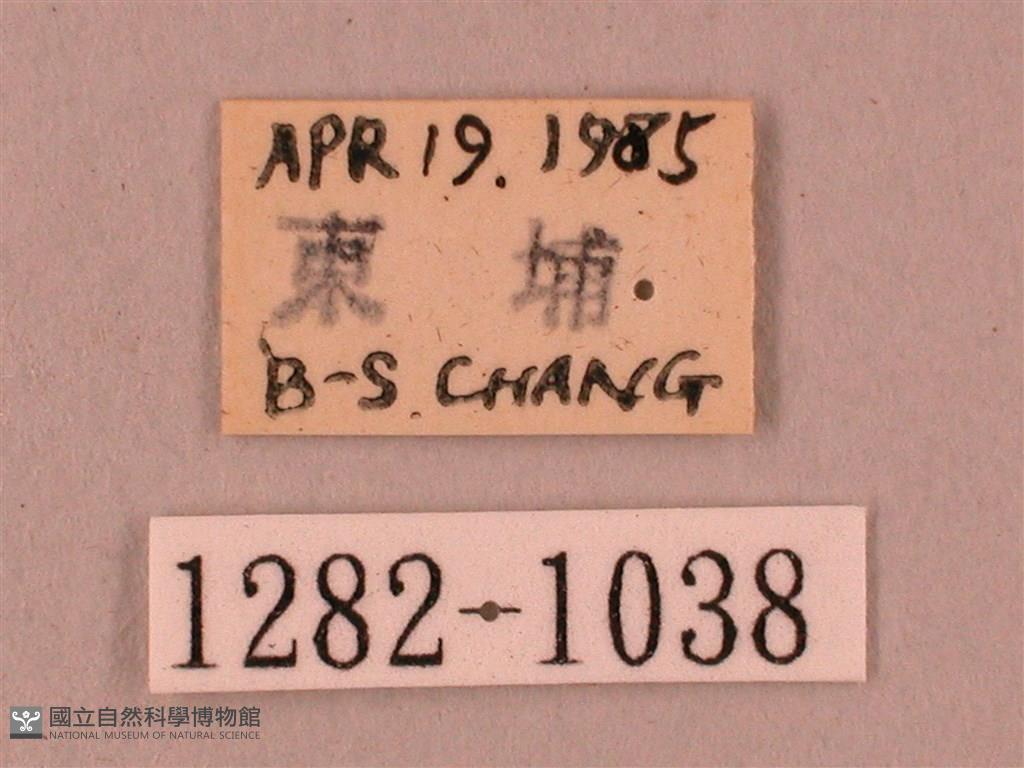 APR 19. 1985
東 埔
B-S. CHANG
1282-1038
國立自然科學博物館
NATIONAL MUSEUM OF NATURAL SCIENCE